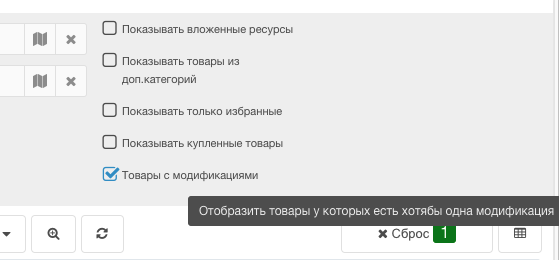 Показывать вложенные ресурсы
Показывать товары из
доп.категорий
Показывать только избранные
Показывать купленные товары
Товары с модификациями
Отобразить товары у которых есть хотябы одна модификация
Сброс 1